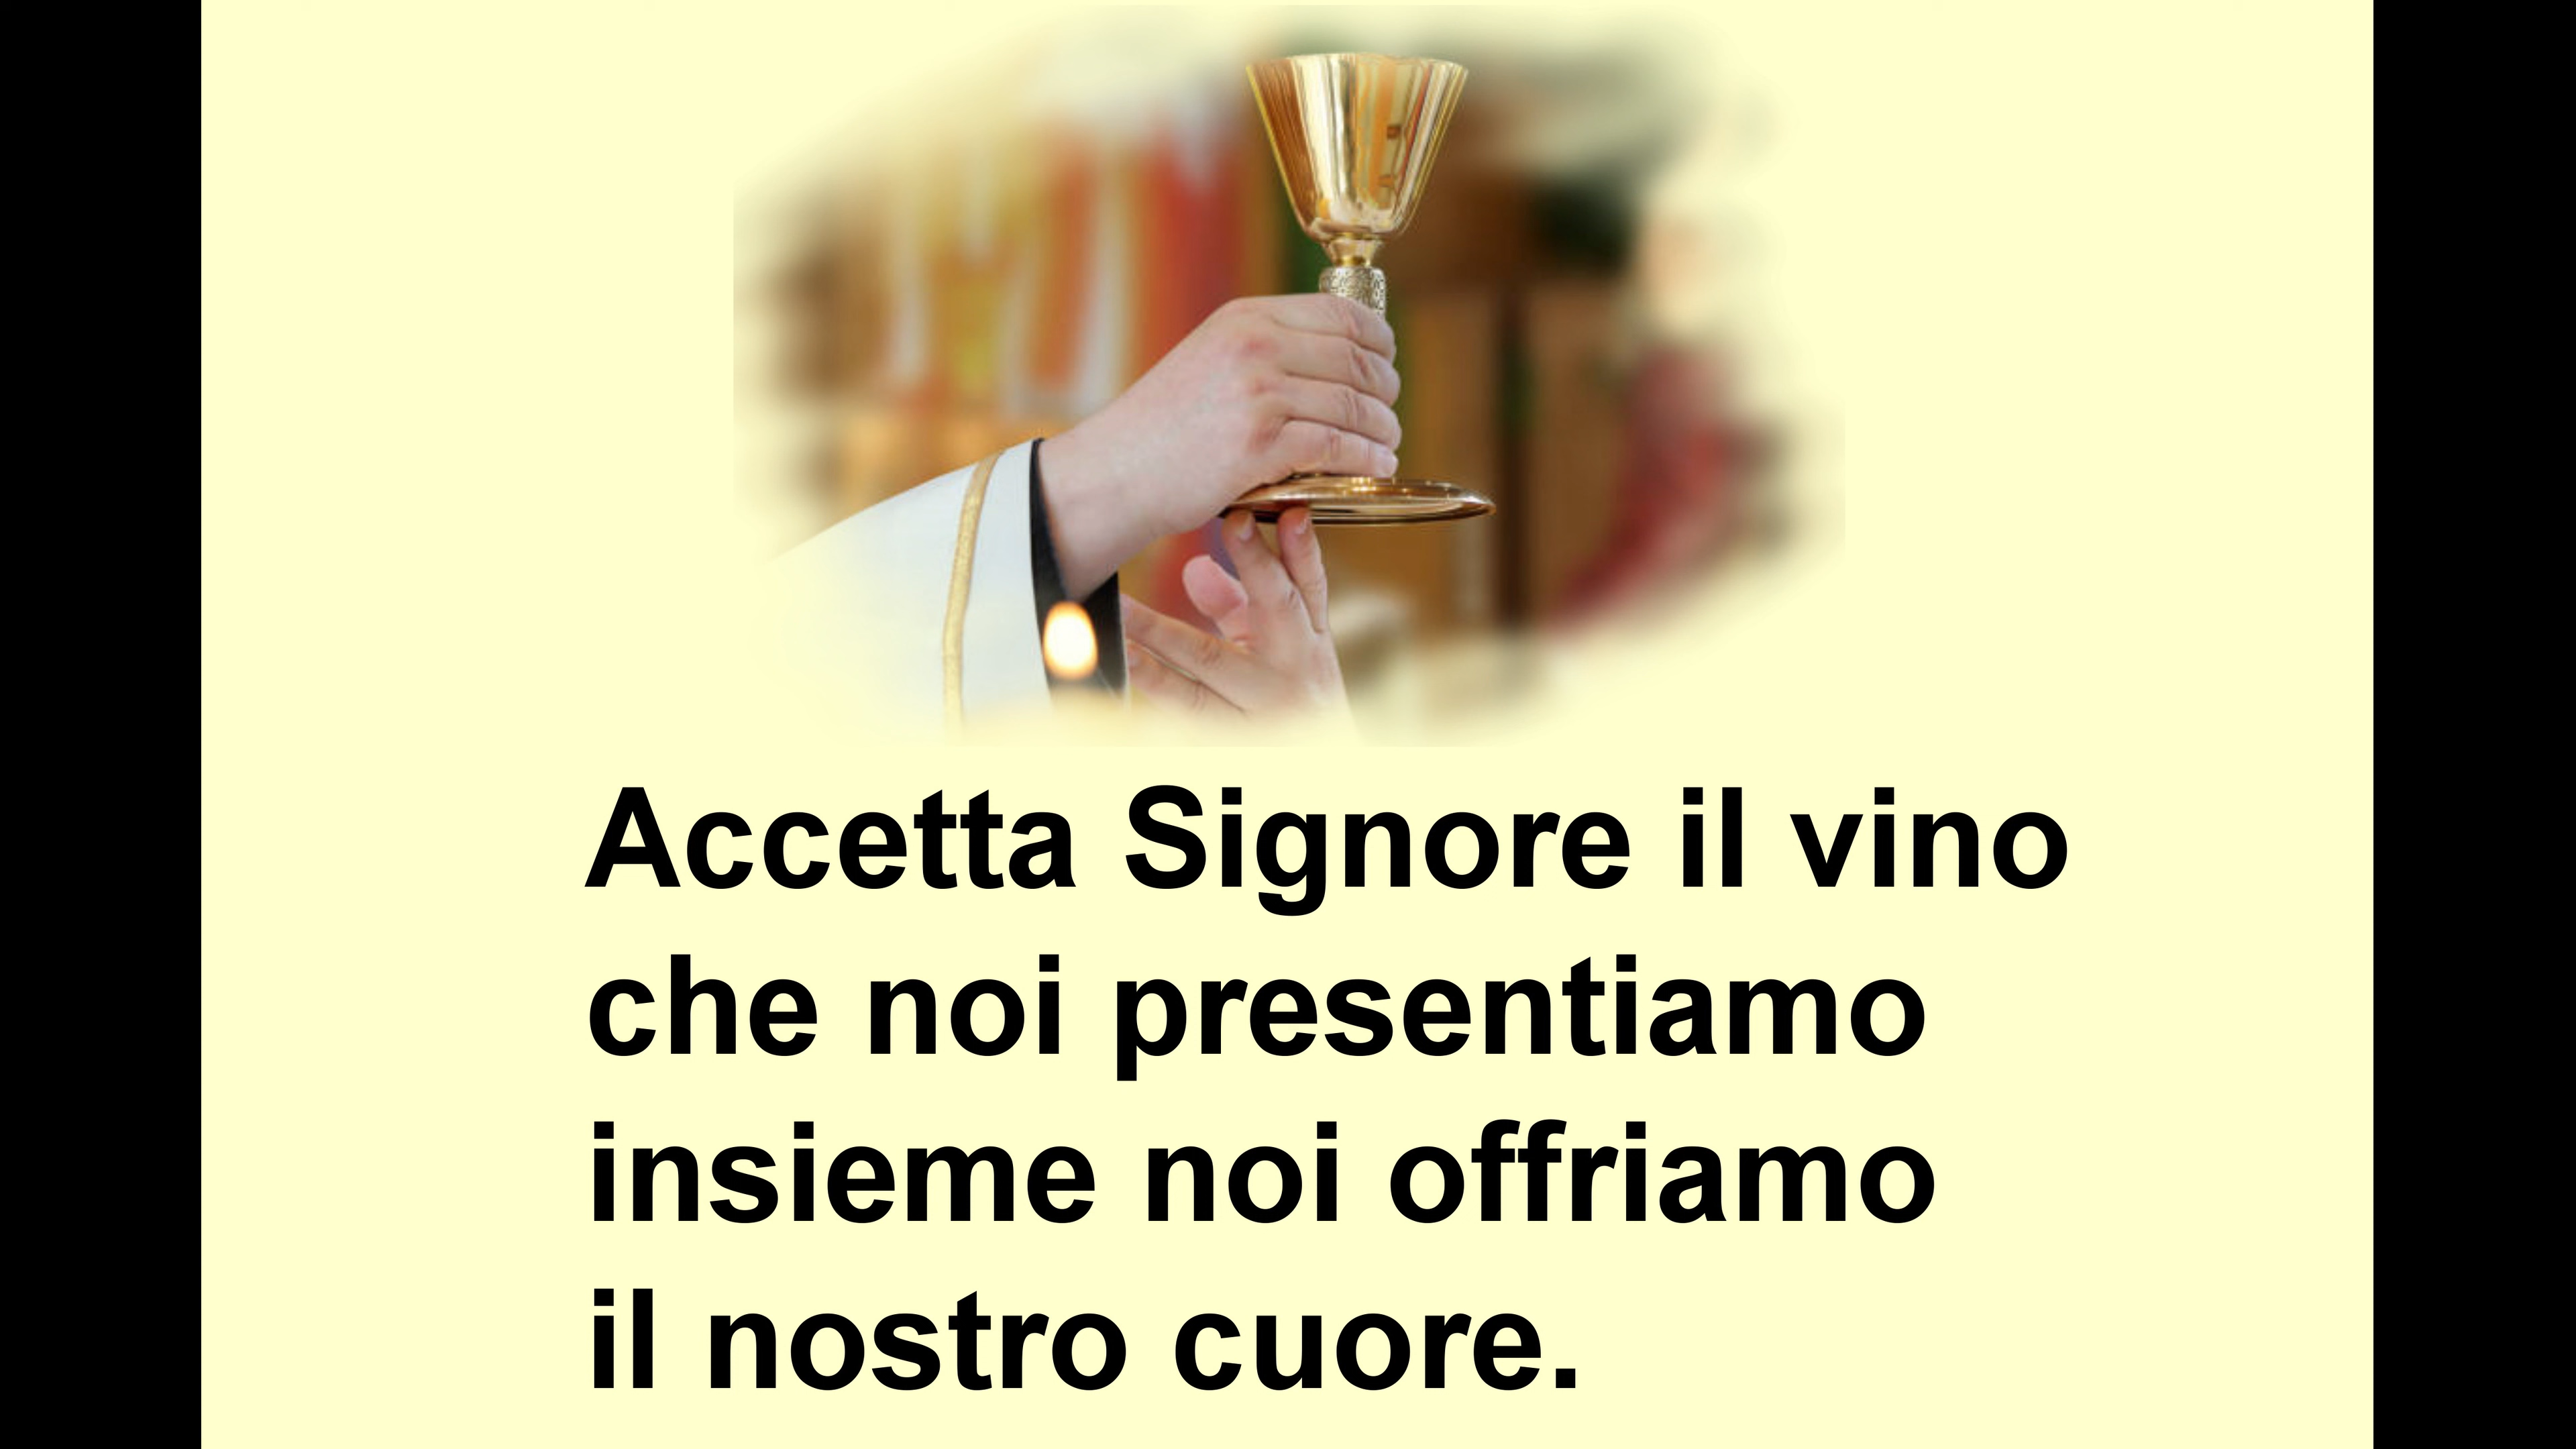 Accetta Signore il vino
che noi presentiamo
insieme noi offriamo
il nostro cuore.